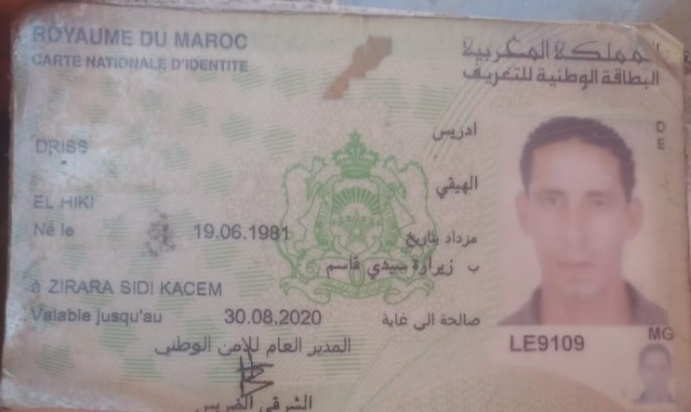 ROYAUME DU MAROC
المملكة المغربية
CARTE NATIONALE D'IDENTITE
البطاقة الوطنية للتعريف
ادريس
DRISS
الهيقي
EL HIKI
Né le 19.06.1981 مزداد بتاريخ
ب زيرارة سيدي قاسم
à ZIRARA SIDI KACEM
Valable jusqu'au 30.08.2020 صالحة الى غاية
المدير العام للامن الوطني
الشرقي الضريس
D
E
LE9109
MG